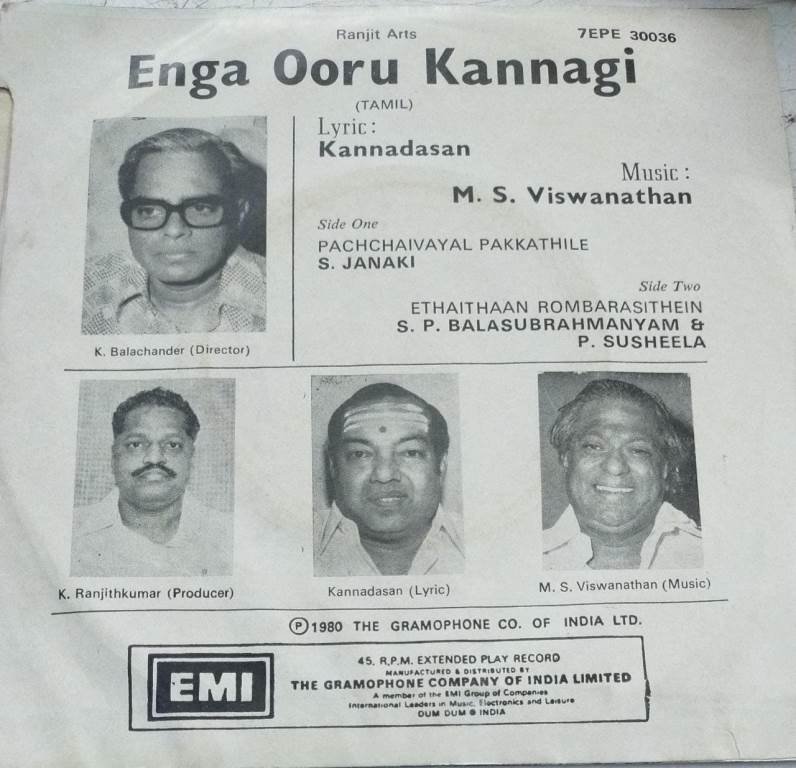 Ranjit Arts
7EPE 30036
Enga Ooru Kannagi
(TAMIL)
Lyric :
Kannadasan
Music :
M. S. Viswanathan
Side One
PACHCHAIVAYAL PAKKATHILE
S. JANAKI
Side Two
ETHAITHAAN ROMBARASITHEIN
S. P. BALASUBRAHMANYAM &
P. SUSHEELA
K. Balachander (Director)
K. Ranjithkumar (Producer)
Kannadasan (Lyric)
M. S. Viswanathan (Music)
Ⓟ1980 THE GRAMOPHONE CO. OF INDIA LTD.
EMI
45. R.P.M. EXTENDED PLAY RECORD
MANUFACTURED & DISTRIBUTED BY
THE GRAMOPHONE COMPANY OF INDIA LIMITED
A member of the EMI Group of Companies
International Leaders in Music, Electronics and Leisure
DUM DUM ● INDIA